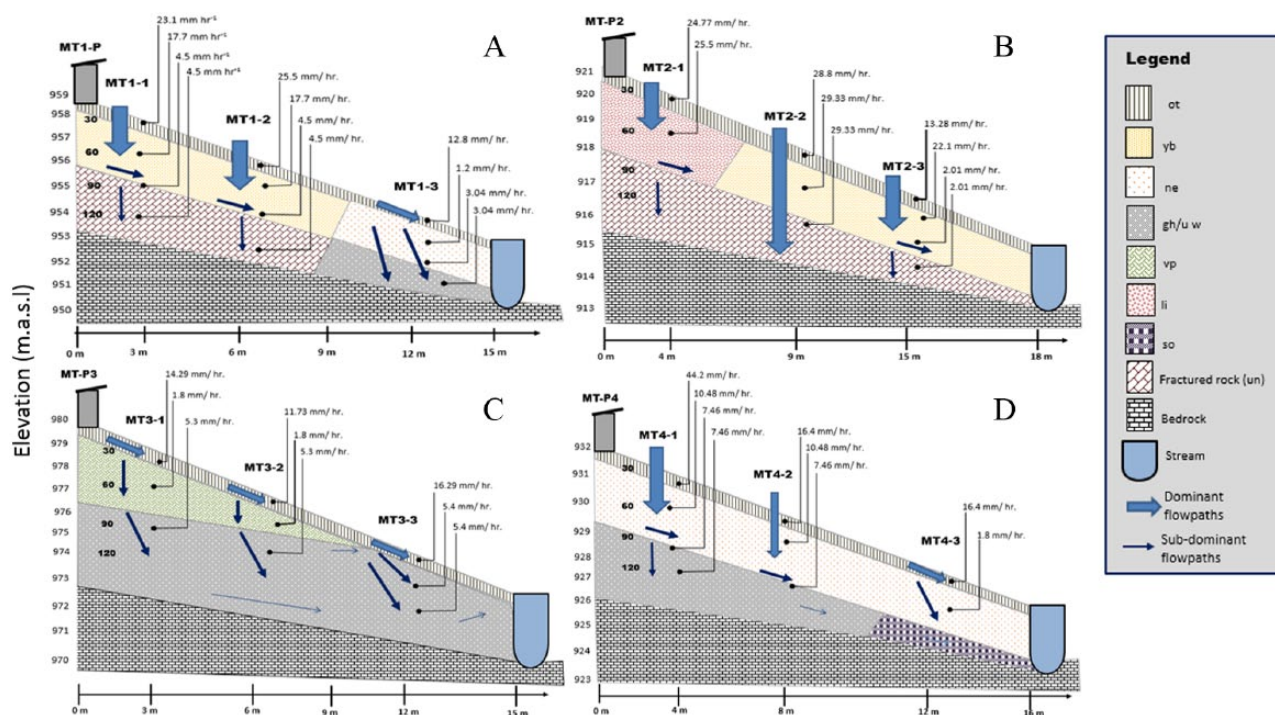 Elevation (m.a.s.l)
A
MT1-P
MT1-1
MT1-2
MT1-3
23.1 mm hr⁻¹
17.7 mm hr⁻¹
4.5 mm hr⁻¹
4.5 mm hr⁻¹
25.5 mm/ hr.
17.7 mm/ hr.
4.5 mm/ hr.
4.5 mm/ hr.
12.8 mm/ hr.
1.2 mm/ hr.
3.04 mm/ hr.
3.04 mm/ hr.
959
958
957
956
955
954
953
952
951
950
30
60
90
120
0 m
3 m
6 m
9 m
12 m
15 m
B
MT-P2
MT2-1
MT2-2
MT2-3
24.77 mm/ hr.
25.5 mm/ hr.
28.8 mm/ hr.
29.33 mm/ hr.
29.33 mm/ hr.
13.28 mm/ hr.
22.1 mm/ hr.
2.01 mm/ hr.
2.01 mm/ hr.
921
920
919
918
917
916
915
914
913
30
60
90
120
0 m
4 m
9 m
15 m
18 m
C
MT-P3
MT3-1
MT3-2
MT3-3
14.29 mm/ hr.
1.8 mm/ hr.
5.3 mm/ hr.
11.73 mm/ hr.
1.8 mm/ hr.
5.3 mm/ hr.
16.29 mm/ hr.
5.4 mm/ hr.
5.4 mm/ hr.
980
979
978
977
976
975
974
973
972
971
970
30
60
90
120
0 m
3 m
6 m
15 m
D
MT-P4
MT4-1
MT4-2
MT4-3
44.2 mm/ hr.
10.48 mm/ hr.
7.46 mm/ hr.
7.46 mm/ hr.
16.4 mm/ hr.
10.48 mm/ hr.
7.46 mm/ hr.
16.4 mm/ hr.
1.8 mm/ hr.
932
931
930
929
928
927
926
925
924
923
30
60
90
120
0 m
4 m
8 m
12 m
16 m
Legend
ot
yb
ne
gh/u w
vp
li
so
Fractured rock (un)
Bedrock
Stream
Dominant
flowpaths
Sub-dominant
flowpaths